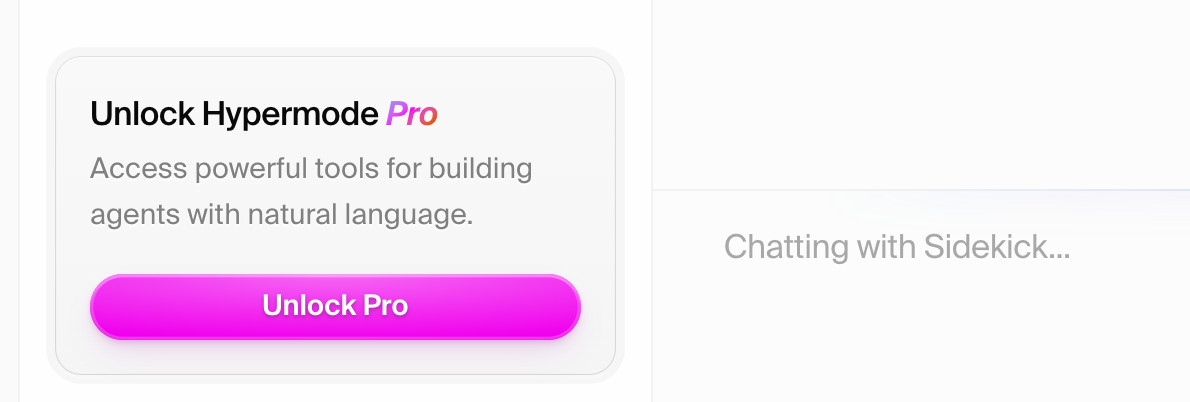 Unlock Hypermode Pro
Access powerful tools for building
agents with natural language.
Unlock Pro
Chatting with Sidekick...